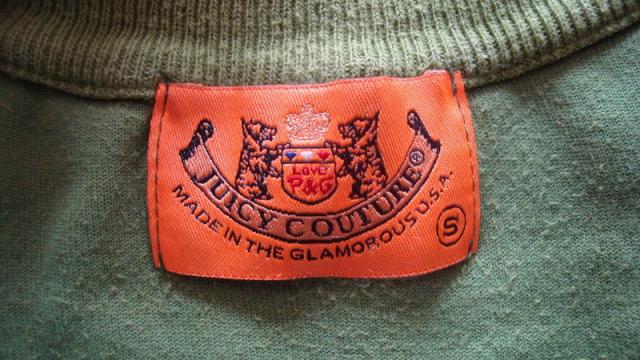 Love
P&G
JUICY COUTURE®
MADE IN THE GLAMOROUS U.S.A.
S